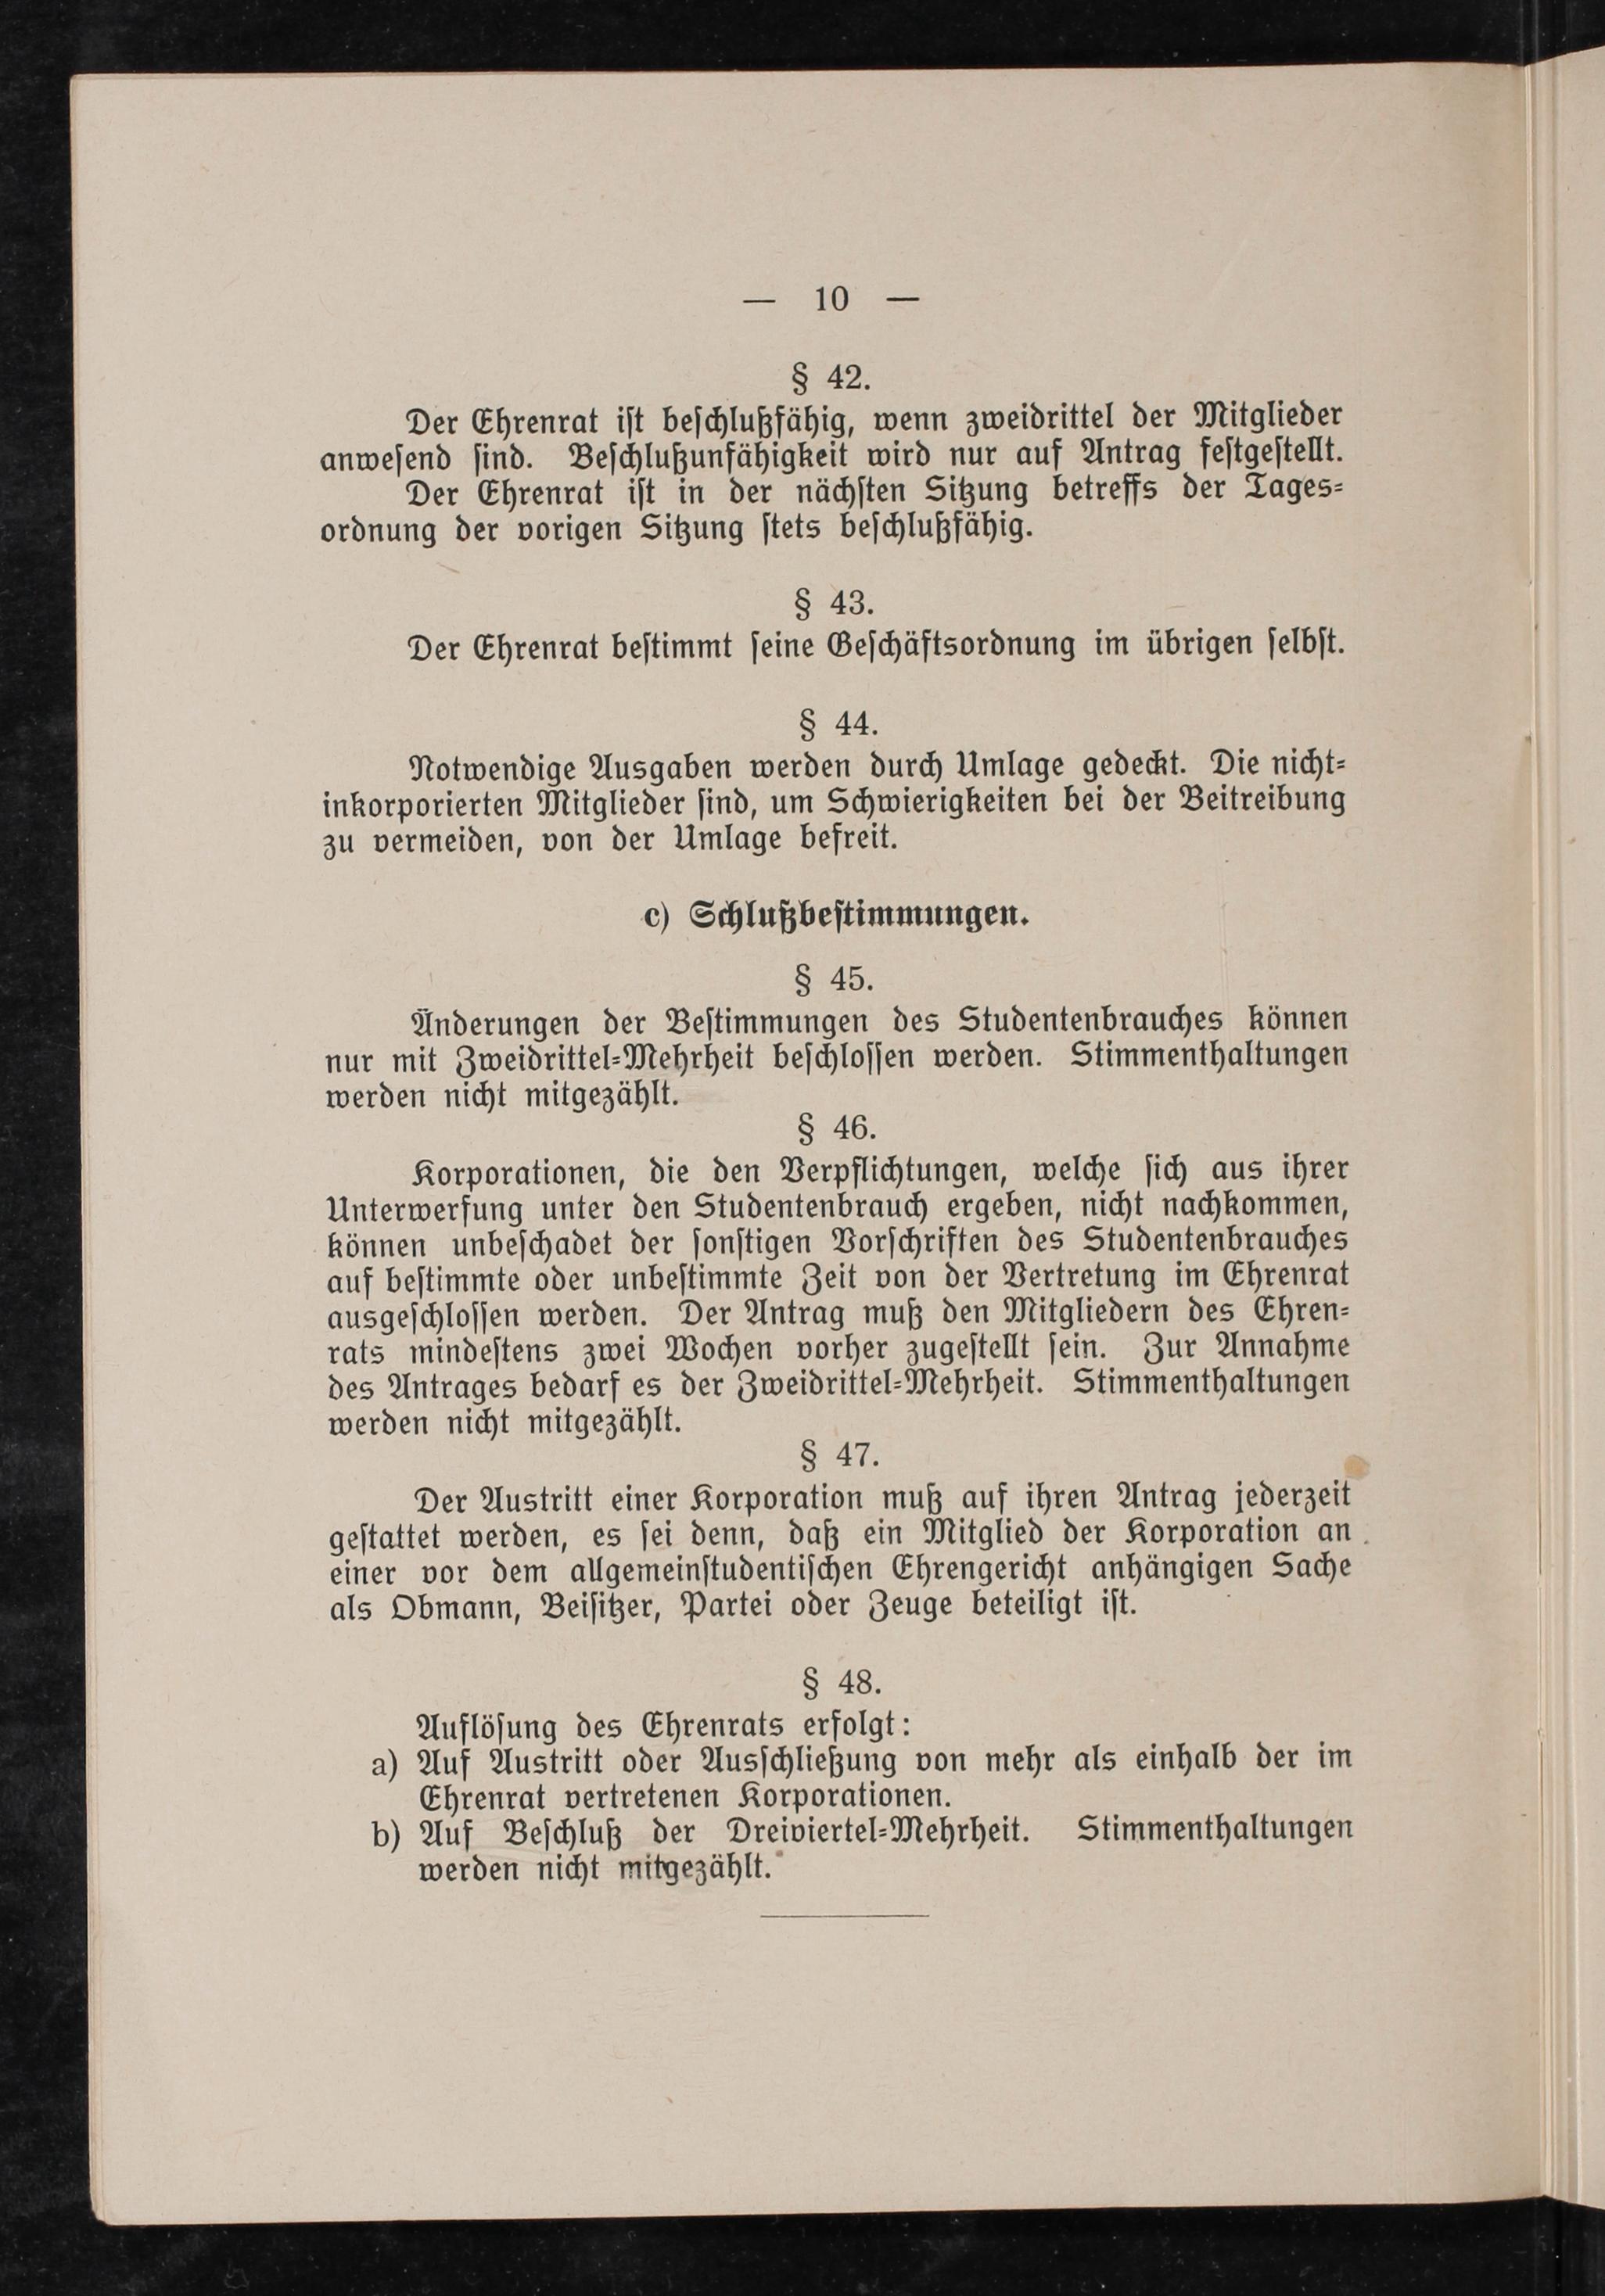 — 10 —
§ 42.
Der Ehrenrat ist beschlußfähig, wenn zweidrittel der Mitglieder
anwesend sind. Beschlußunfähigkeit wird nur auf Antrag festgestellt.
Der Ehrenrat ist in der nächsten Sitzung betreffs der Tages-
ordnung der vorigen Sitzung stets beschlußfähig.
§ 43.
Der Ehrenrat bestimmt seine Geschäftsordnung im übrigen selbst.
§ 44.
Notwendige Ausgaben werden durch Umlage gedeckt. Die nicht-
inkorporierten Mitglieder sind, um Schwierigkeiten bei der Beitreibung
zu vermeiden, von der Umlage befreit.
c) Schlußbestimmungen.
§ 45.
Änderungen der Bestimmungen des Studentenbrauches können
nur mit Zweidrittel-Mehrheit beschlossen werden. Stimmenthaltungen
werden nicht mitgezählt.
§ 46.
Korporationen, die den Verpflichtungen, welche sich aus ihrer
Unterwerfung unter den Studentenbrauch ergeben, nicht nachkommen,
können unbeschadet der sonstigen Vorschriften des Studentenbrauches
auf bestimmte oder unbestimmte Zeit von der Vertretung im Ehrenrat
ausgeschlossen werden. Der Antrag muß den Mitgliedern des Ehren-
rats mindestens zwei Wochen vorher zugestellt sein. Zur Annahme
des Antrages bedarf es der Zweidrittel-Mehrheit. Stimmenthaltungen
werden nicht mitgezählt.
§ 47.
Der Austritt einer Korporation muß auf ihren Antrag jederzeit
gestattet werden, es sei denn, daß ein Mitglied der Korporation an
einer vor dem allgemeinstudentischen Ehrengericht anhängigen Sache
als Obmann, Beisitzer, Partei oder Zeuge beteiligt ist.
§ 48.
Auflösung des Ehrenrats erfolgt:
a) Auf Austritt oder Ausschließung von mehr als einhalb der im
Ehrenrat vertretenen Korporationen.
b) Auf Beschluß der Dreiviertel-Mehrheit. Stimmenthaltungen
werden nicht mitgezählt.